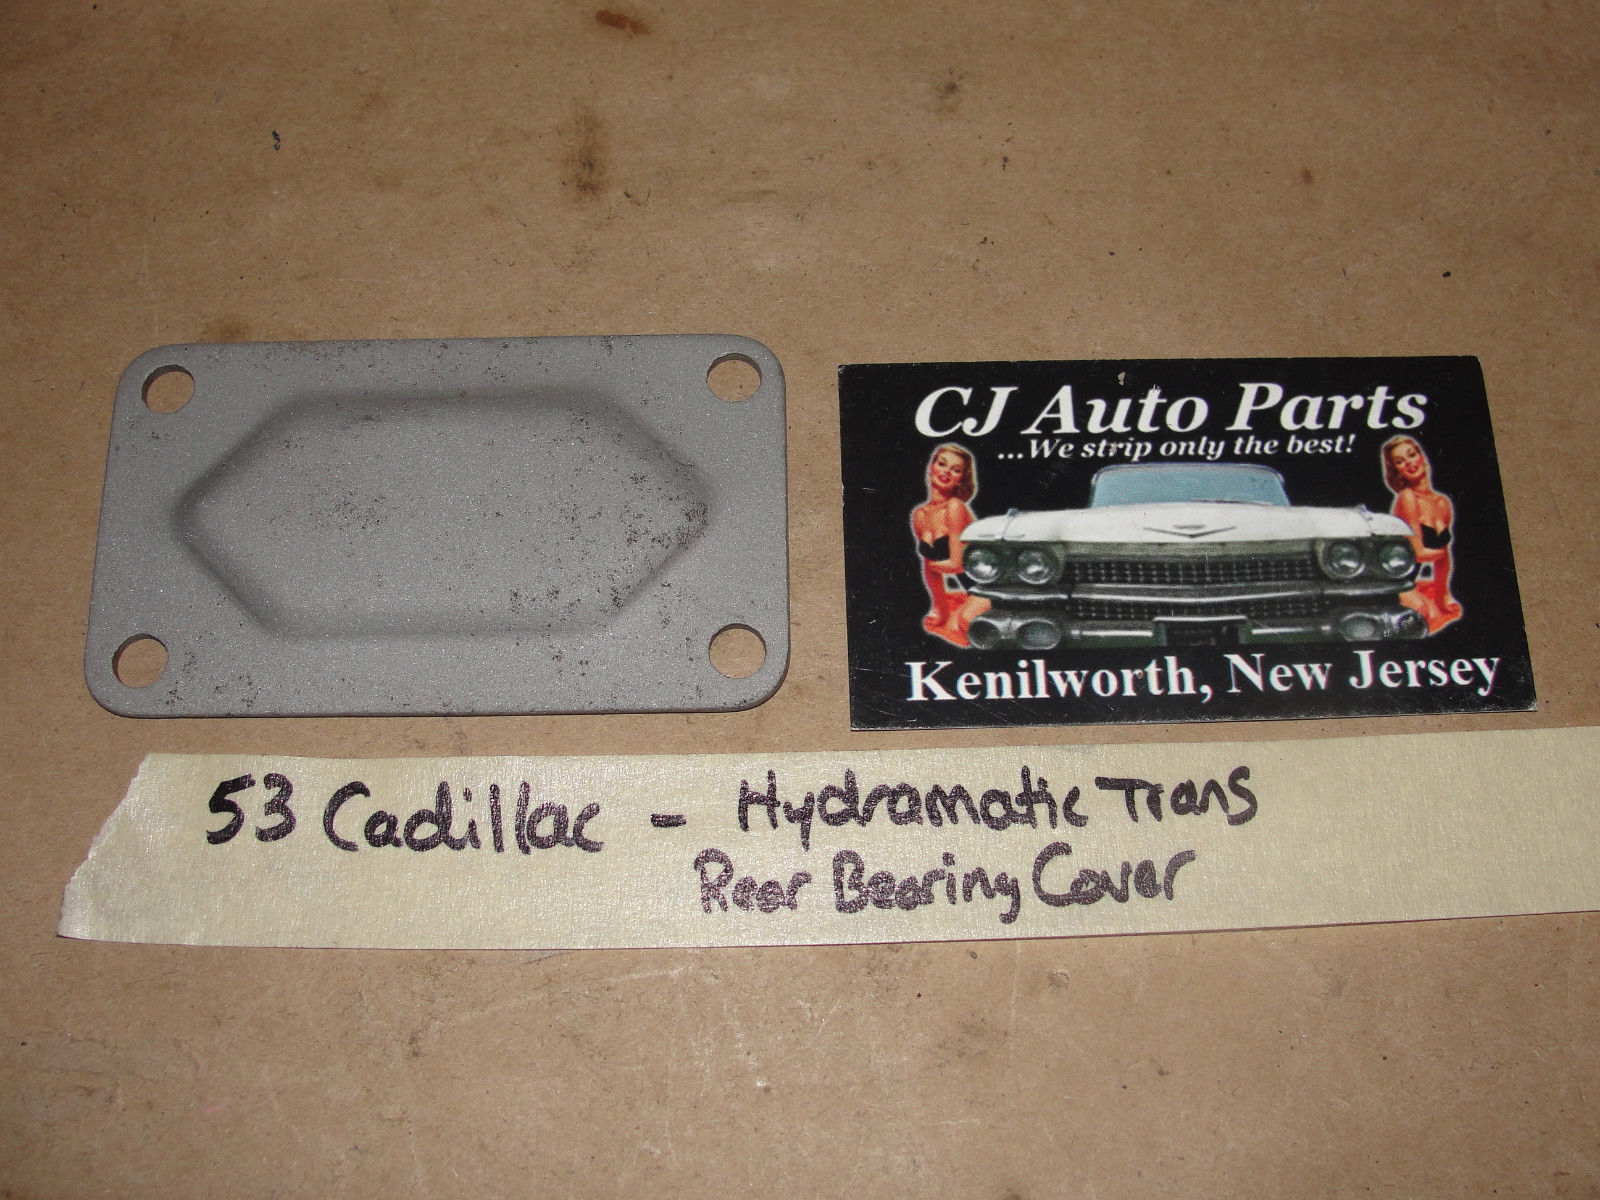 CJ Auto Parts
...We strip only the best!
Kenilworth, New Jersey
53 Cadillac - Hydramatic Trans
Rear Bearing Cover